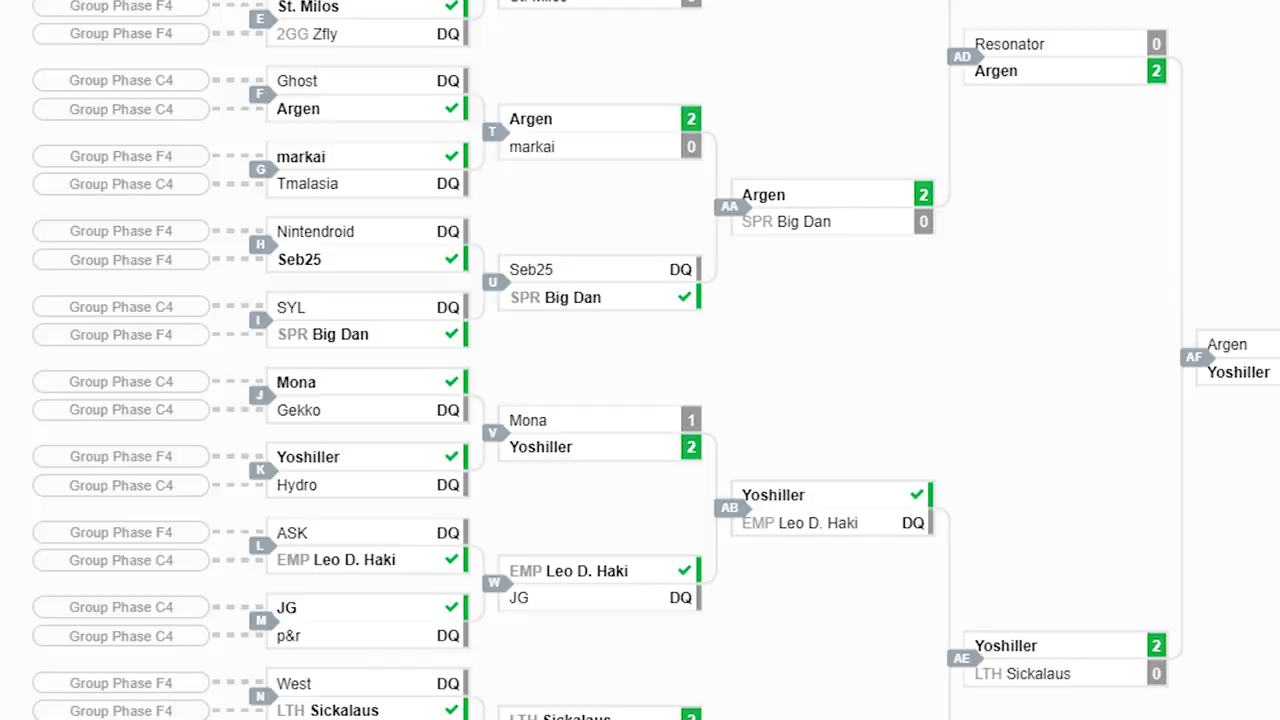 Group Phase F4
Group Phase F4
E
St. Milos
2GG Zfly DQ
Group Phase C4
Group Phase C4
F
Ghost DQ
Argen
Group Phase F4
Group Phase C4
G
markai
Tmalasia DQ
Group Phase F4
Group Phase F4
H
Nintendroid DQ
Seb25
Group Phase C4
Group Phase F4
I
SYL DQ
SPR Big Dan
Group Phase C4
Group Phase C4
J
Mona
Gekko DQ
Group Phase F4
Group Phase C4
K
Yoshiller
Hydro DQ
Group Phase F4
Group Phase C4
L
ASK DQ
EMP Leo D. Haki
Group Phase C4
Group Phase C4
M
JG
p&r DQ
Group Phase F4
Group Phase F4
N
West DQ
LTH Sickalaus
St. Milos
T
Argen 2
markai 0
U
Seb25 DQ
SPR Big Dan
V
Mona 1
Yoshiller 2
W
EMP Leo D. Haki
JG DQ
LTH Sickalaus 2
AA
Argen 2
SPR Big Dan 0
AB
Yoshiller
EMP Leo D. Haki DQ
AD
Resonator 0
Argen 2
AE
Yoshiller 2
LTH Sickalaus 0
AF
Argen
Yoshiller